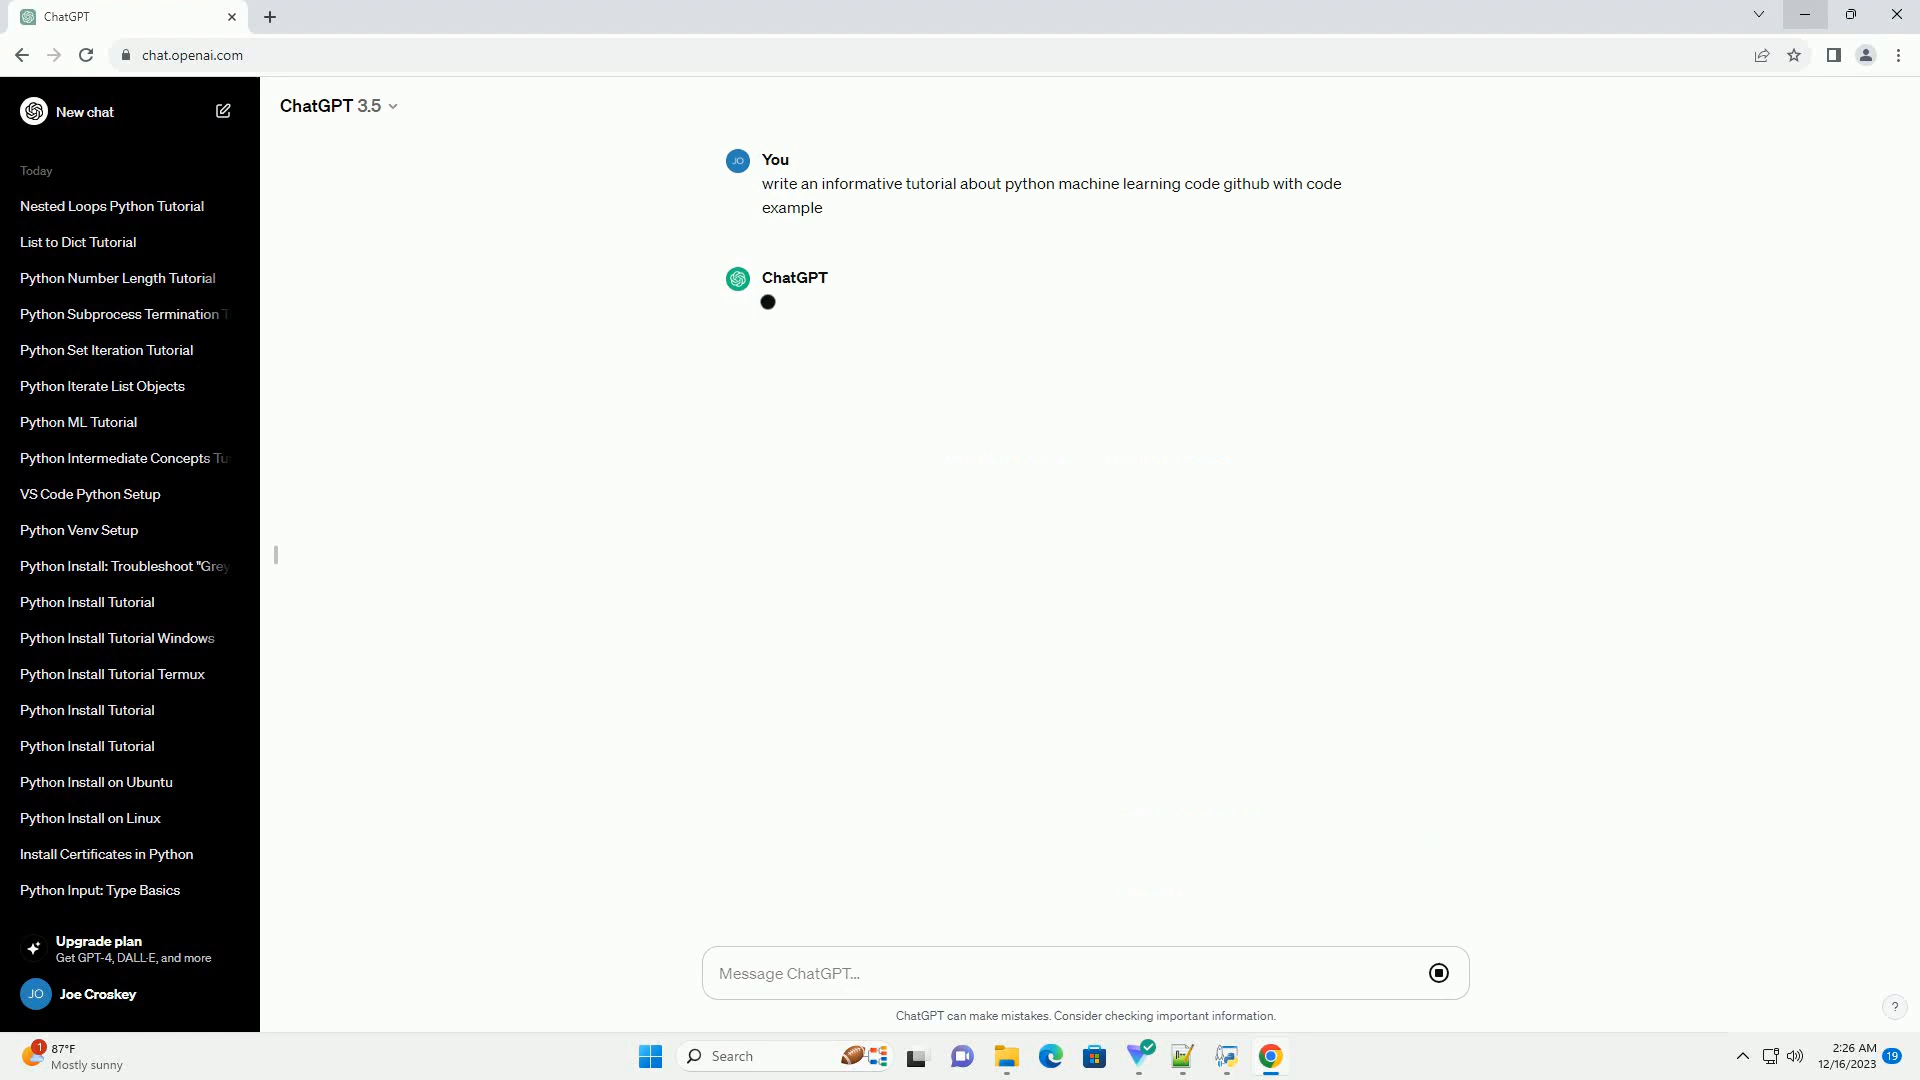 ChatGPT
chat.openai.com
New chat
Today
Nested Loops Python Tutorial
List to Dict Tutorial
Python Number Length Tutorial
Python Subprocess Termination T
Python Set Iteration Tutorial
Python Iterate List Objects
Python ML Tutorial
Python Intermediate Concepts Tu
VS Code Python Setup
Python Venv Setup
Python Install: Troubleshoot "Grey
Python Install Tutorial
Python Install Tutorial Windows
Python Install Tutorial Termux
Python Install Tutorial
Python Install Tutorial
Python Install on Ubuntu
Python Install on Linux
Install Certificates in Python
Python Input: Type Basics
Upgrade plan
Get GPT-4, DALL·E, and more
JO Joe Croskey
ChatGPT 3.5
JO You
write an informative tutorial about python machine learning code github with code
example
ChatGPT
Message ChatGPT...
ChatGPT can make mistakes. Consider checking important information.
?
1
87°F
Mostly sunny
Search
2:26 AM
12/16/2023
19